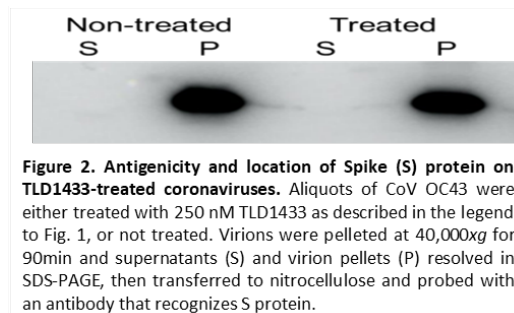 Non-treated Treated
S P S P
Figure 2. Antigenicity and location of Spike (S) protein on
TLD1433-treated coronaviruses. Aliquots of CoV OC43 were
either treated with 250 nM TLD1433 as described in the legend
to Fig. 1, or not treated. Virions were pelleted at 40,000xg for
90min and supernatants (S) and virion pellets (P) resolved in
SDS-PAGE, then transferred to nitrocellulose and probed with
an antibody that recognizes S protein.